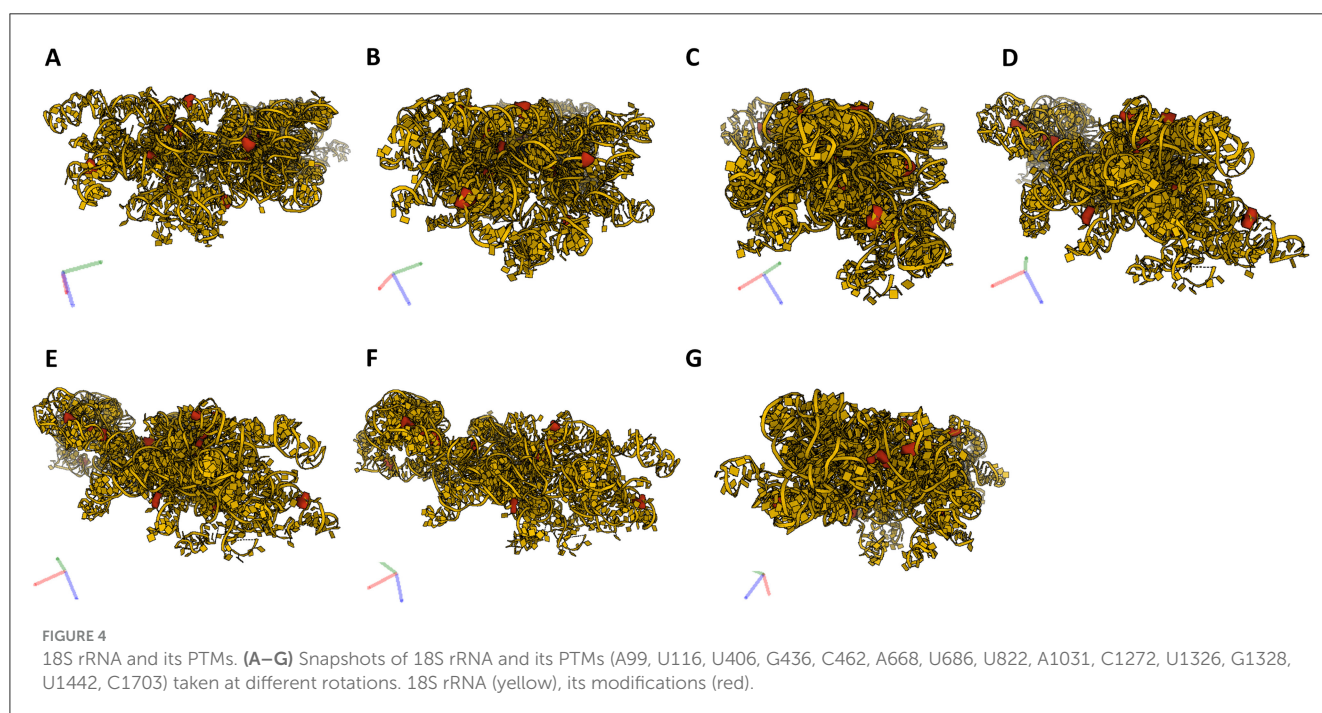 A
B
C
D
E
F
G
FIGURE 4
18S rRNA and its PTMs. (A–G) Snapshots of 18S rRNA and its PTMs (A99, U116, U406, G436, C462, A668, U686, U822, A1031, C1272, U1326, G1328,
U1442, C1703) taken at different rotations. 18S rRNA (yellow), its modifications (red).